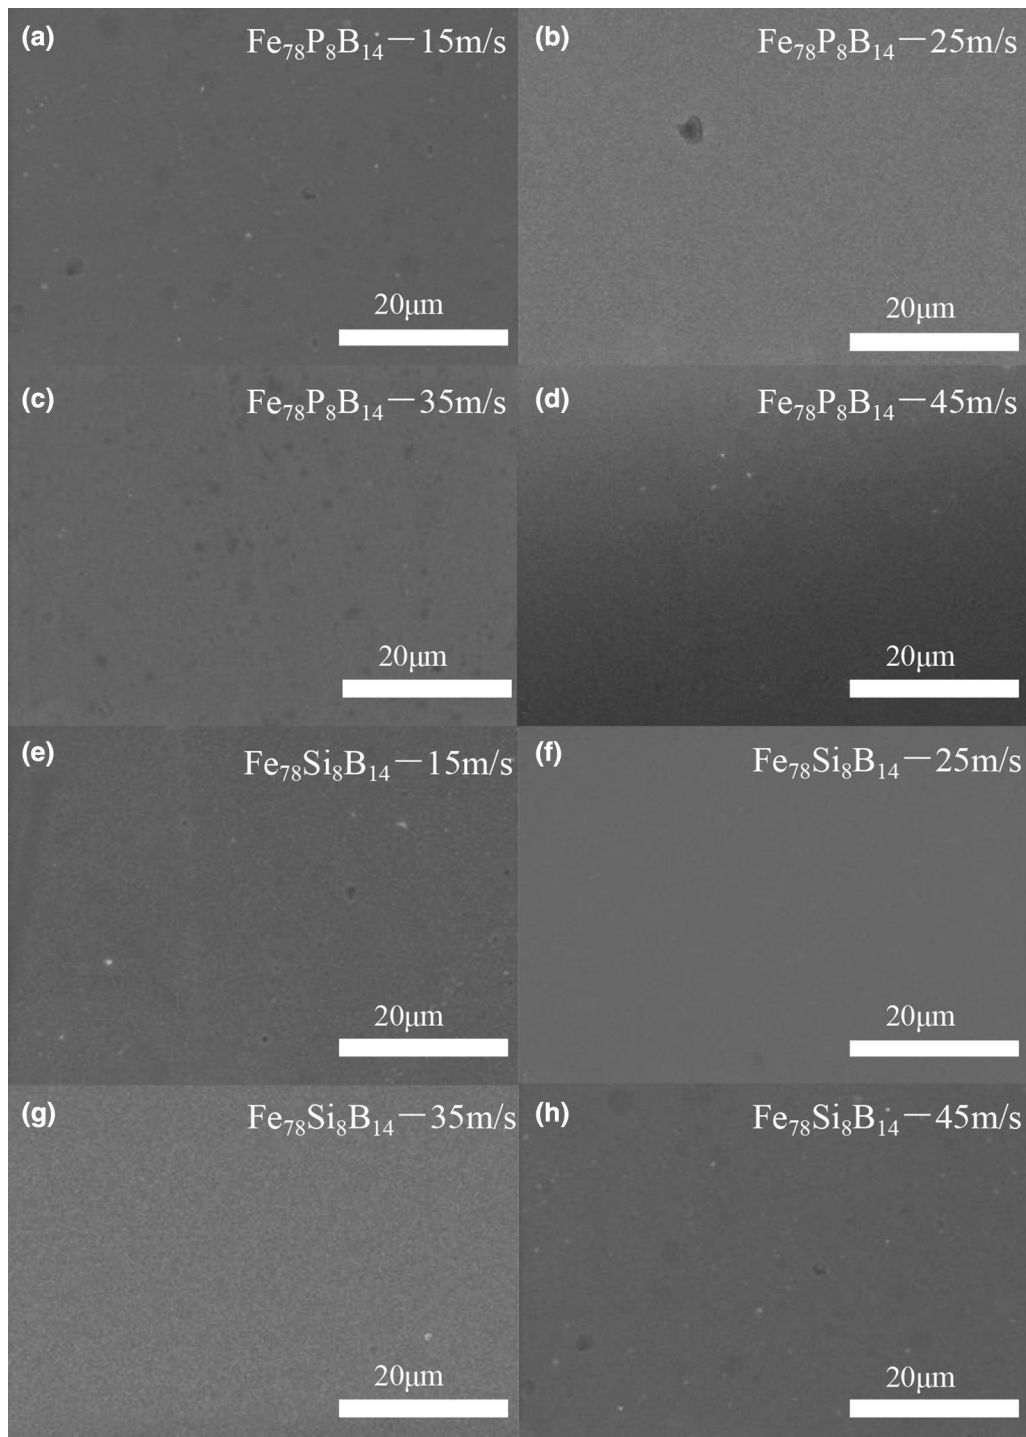 (a) Fe₇₈P₈B₁₄－15m/s
20μm
(b) Fe₇₈P₈B₁₄－25m/s
20μm
(c) Fe₇₈P₈B₁₄－35m/s
20μm
(d) Fe₇₈P₈B₁₄－45m/s
20μm
(e) Fe₇₈Si₈B₁₄－15m/s
20μm
(f) Fe₇₈Si₈B₁₄－25m/s
20μm
(g) Fe₇₈Si₈B₁₄－35m/s
20μm
(h) Fe₇₈Si₈B₁₄－45m/s
20μm